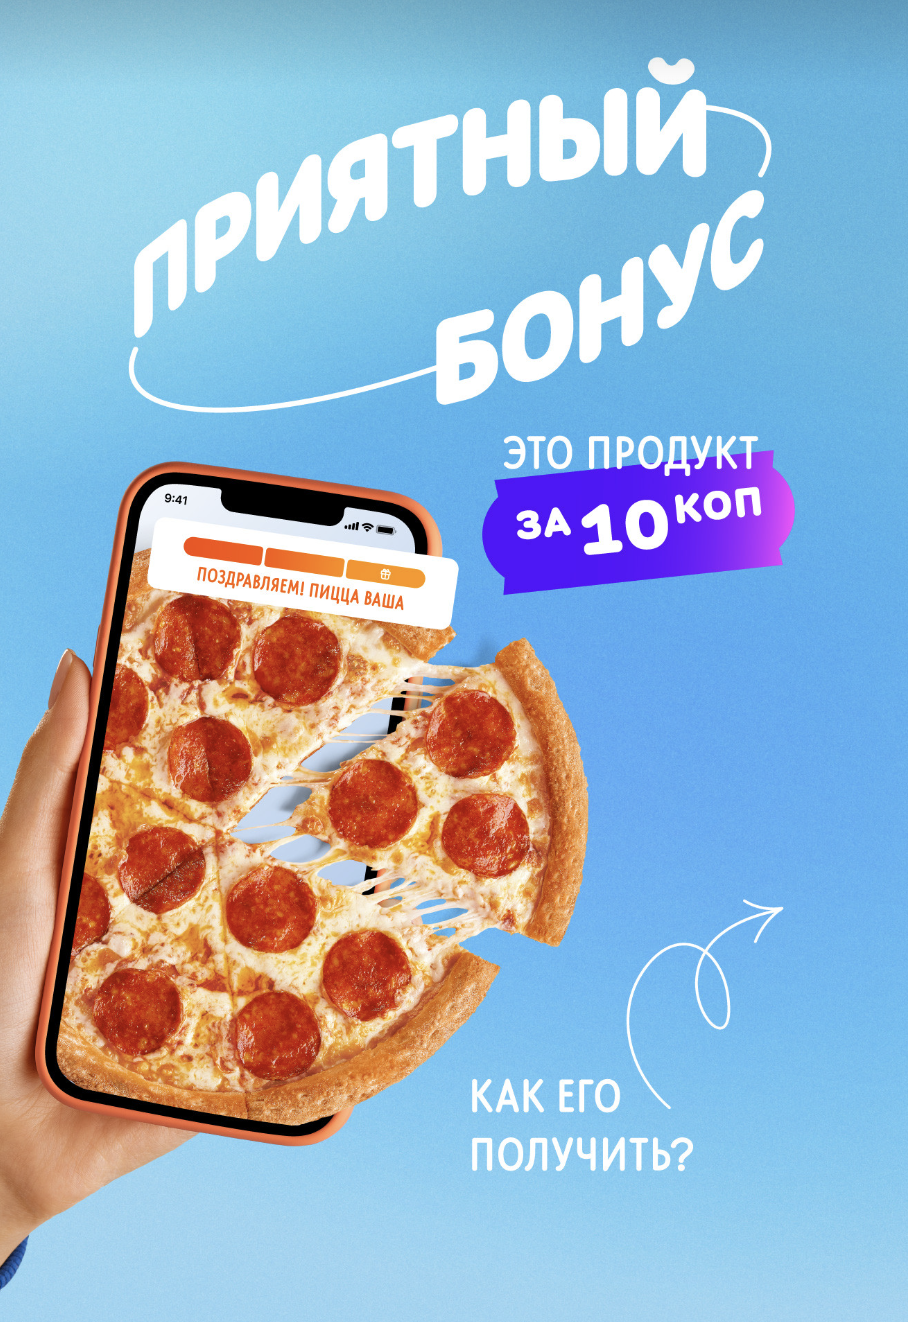 ПРИЯТНЫЙ
БОНУС
ЭТО ПРОДУКТ
ЗА 10 КОП
9:41
ПОЗДРАВЛЯЕМ! ПИЦЦА ВАША
КАК ЕГО
ПОЛУЧИТЬ?